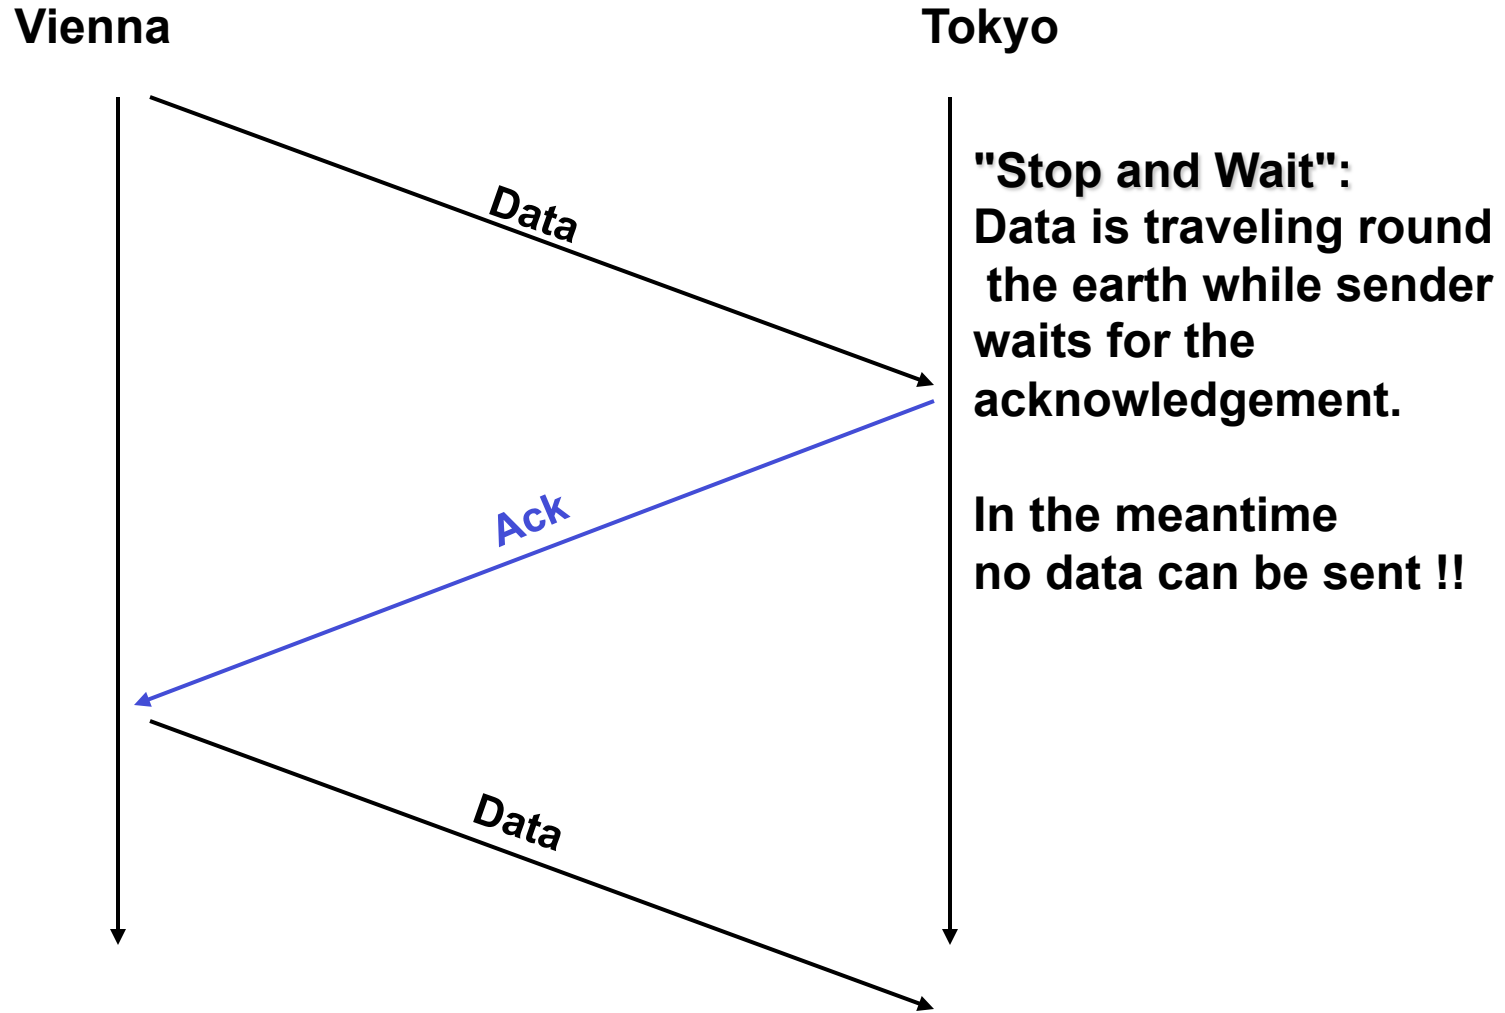 Vienna
Tokyo
"Stop and Wait":
Data is traveling round
the earth while sender
waits for the
acknowledgement.
In the meantime
no data can be sent !!
Data
Ack
Data